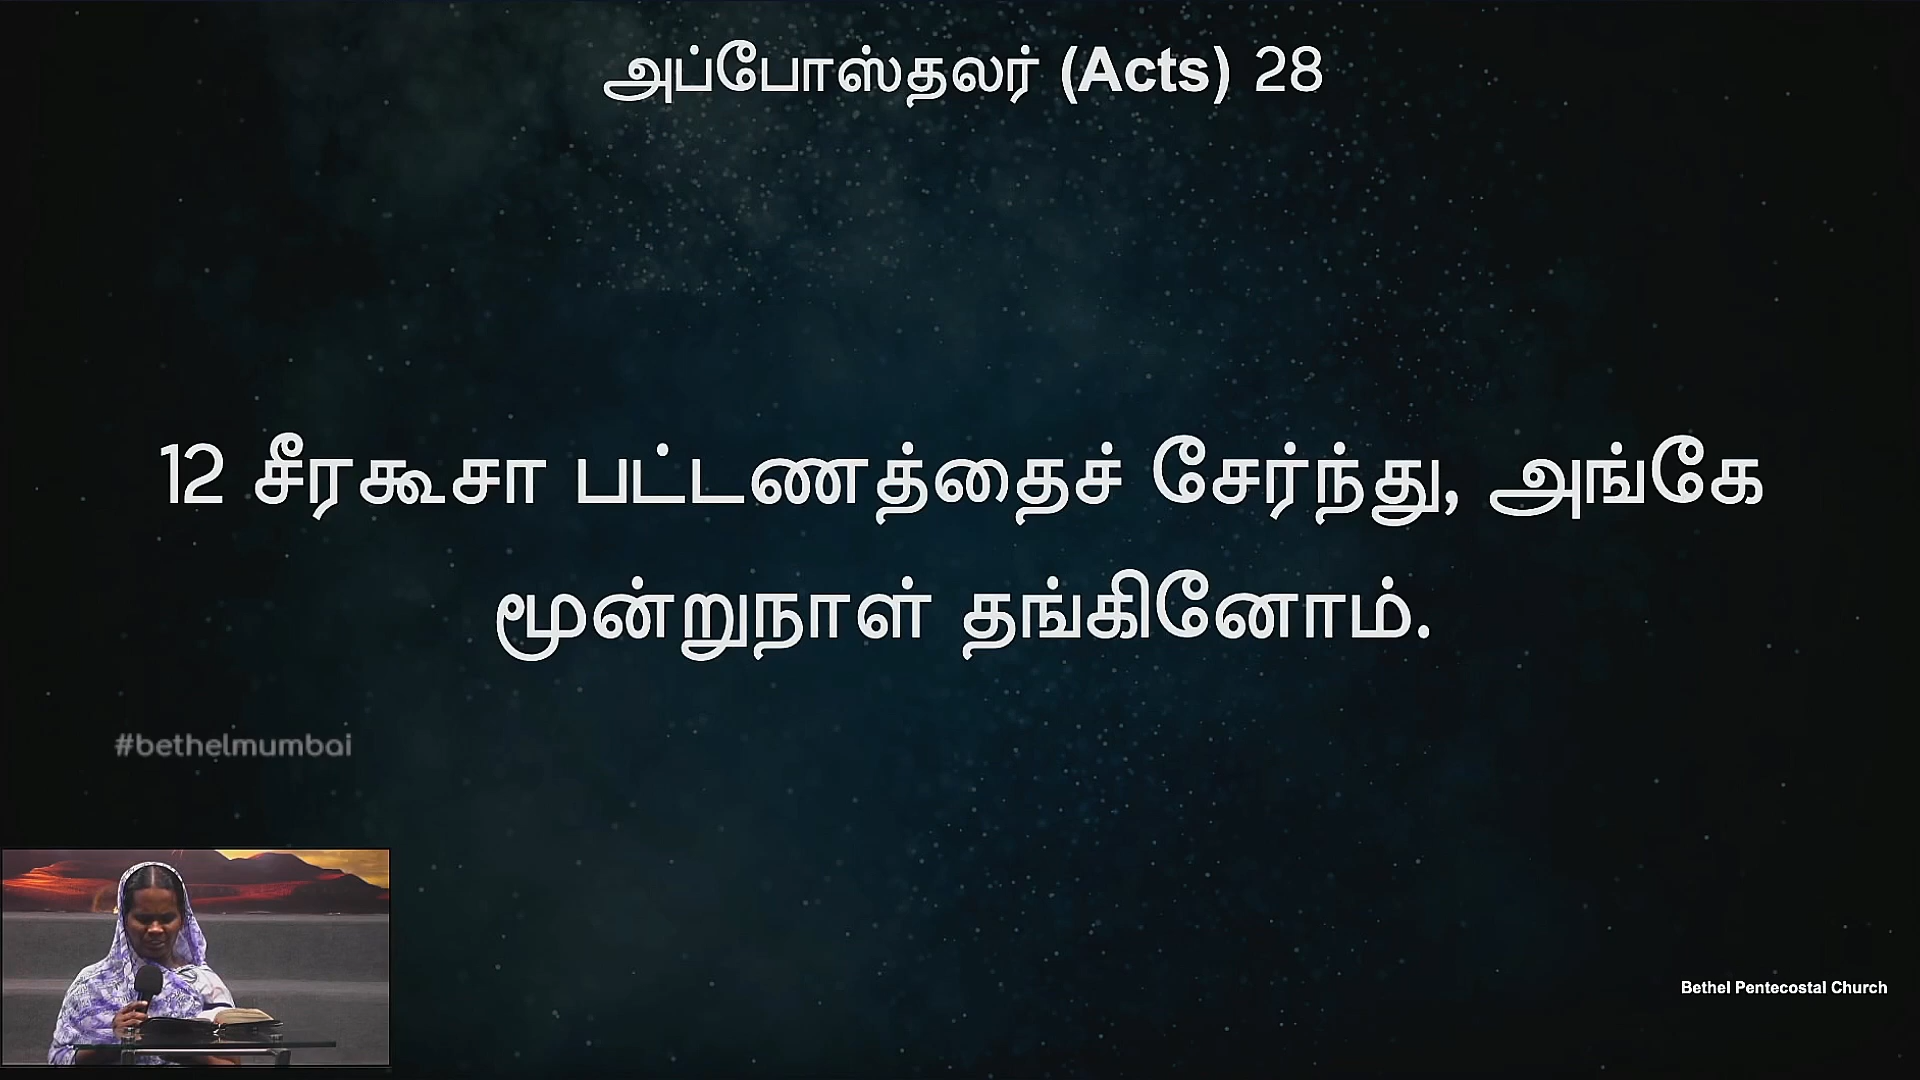 அப்போஸ்தலர் (Acts) 28
12 சீரகூசா பட்டணத்தைச் சேர்ந்து, அங்கே
மூன்றுநாள் தங்கினோம்.
#bethelmumbai
Bethel Pentecostal Church